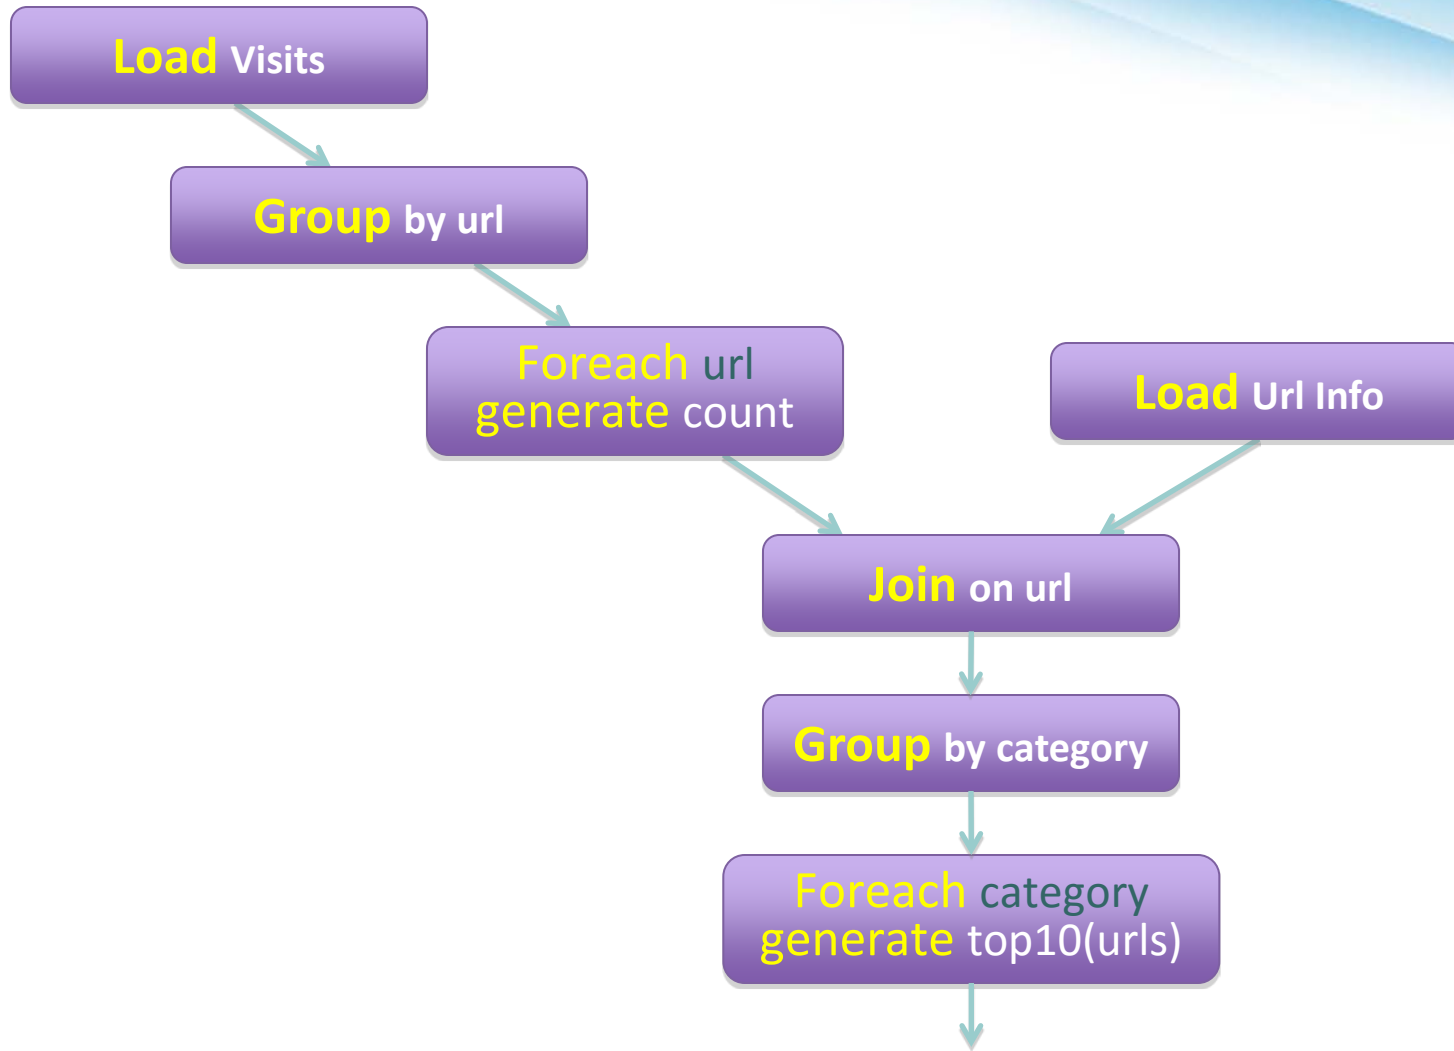 Load Visits
Group by url
Foreach url
generate count
Load Url Info
Join on url
Group by category
Foreach category
generate top10(urls)